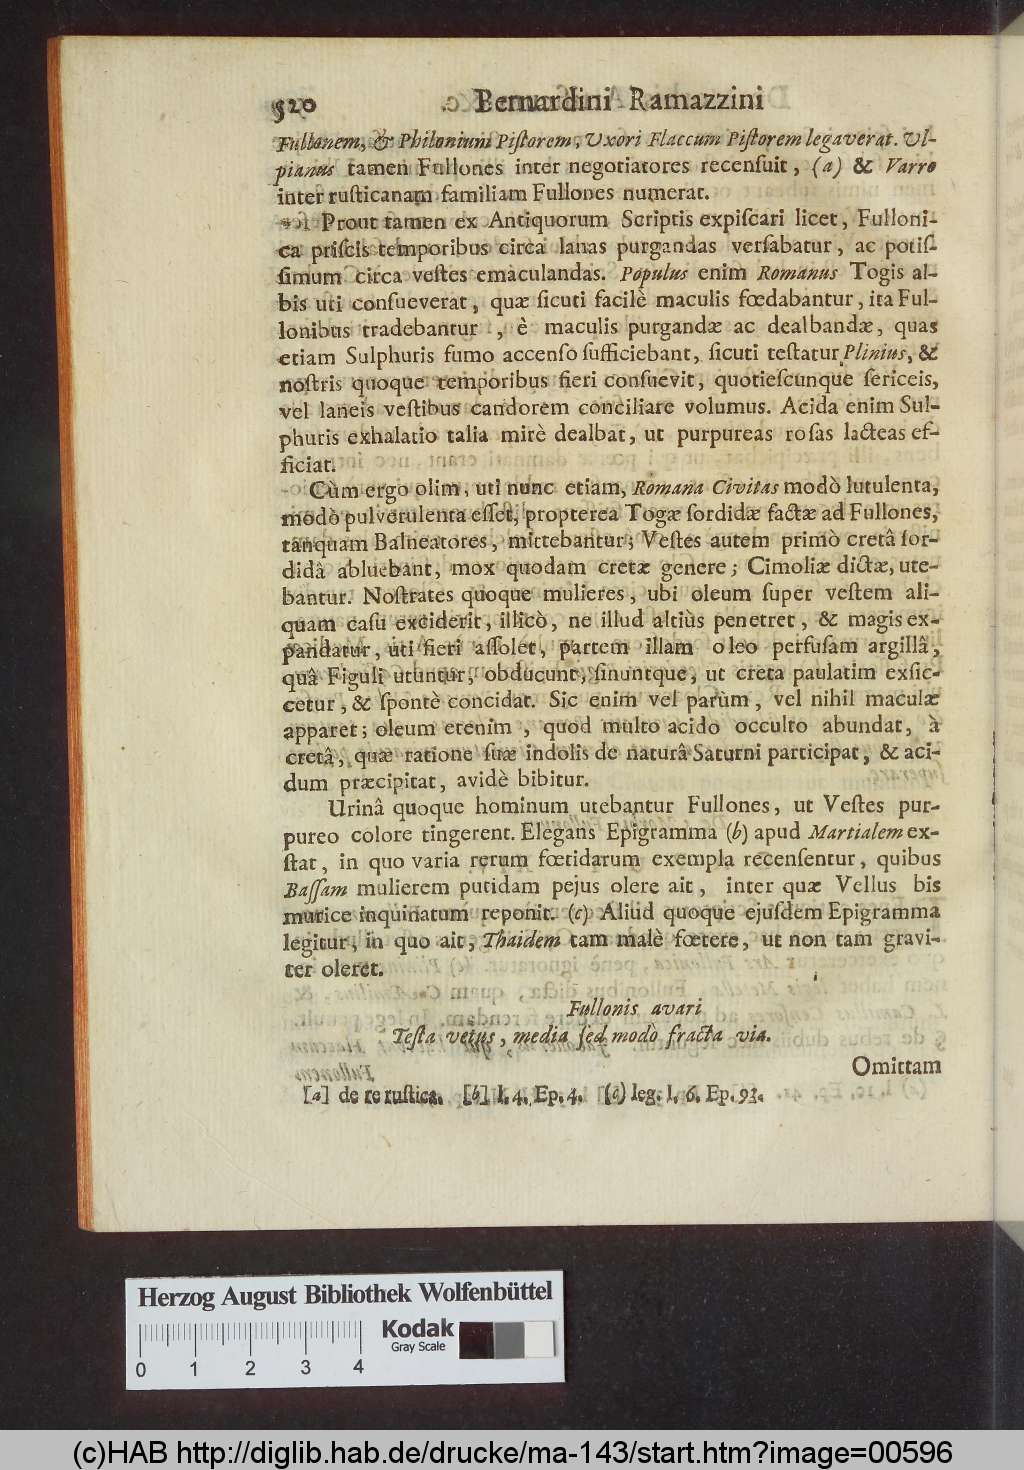 520 Bernardini Ramazzini
Fullonem, & Philonium Piſtorem, Uxori Flaccum Piſtorem legaverat. Ul-
pianus tamen Fullones inter negotiatores recenſuit, (a) & Varro
inter ruſticanam familiam Fullones numerat.
Prout tamen ex Antiquorum Scriptis expiſcari licet, Fulloni-
ca priſcis temporibus circa lanas purgandas verſabatur, ac potiſ-
ſimum circa veſtes emaculandas. Populus enim Romanus Togis al-
bis uti conſueverat, quæ ſicuti facilè maculis fœdabantur, ita Ful-
lonibus tradebantur, è maculis purgandæ ac dealbandæ, quas
etiam Sulphuris fumo accenſo ſufficiebant, ſicuti teſtatur Plinius, &
noſtris quoque temporibus fieri conſuevit, quotieſcunque ſericeis,
vel laneis veſtibus candorem conciliare volumus. Acida enim Sul-
phuris exhalatio talia mirè dealbat, ut purpureas roſas lacteas ef-
ficiat.
Cùm ergo olim, uti nunc etiam, Romana Civitas modò lutulenta,
modò pulverulenta eſſet, propterea Togæ ſordidæ factæ ad Fullones,
tanquam Balneatores, mittebantur; Veſtes autem primò cretâ ſor-
didâ abluebant, mox quodam cretæ genere; Cimoliæ dictæ, ute-
bantur. Noſtrates quoque mulieres, ubi oleum ſuper veſtem ali-
quam caſu exciderit, illicò, ne illud altiùs penetret, & magis ex-
pandatur, uti fieri aſſolet, partem illam oleo perfuſam argillâ,
quâ Figuli utuntur, obducunt, ſinuntque, ut creta paulatim exſic-
cetur, & ſpontè concidat. Sic enim vel parùm, vel nihil maculæ
apparet; oleum etenim, quod multo acido occulto abundat, à
cretâ, quæ ratione ſuæ indolis de naturâ Saturni participat, & aci-
dum præcipitat, avidè bibitur.
Urinâ quoque hominum utebantur Fullones, ut Veſtes pur-
pureo colore tingerent. Elegans Epigramma (b) apud Martialem ex-
ſtat, in quo varia rerum fœtidarum exempla recenſentur, quibus
Baſſam mulierem putidam pejus olere ait, inter quæ Vellus bis
murice inquinatum reponit. (c) Aliud quoque ejuſdem Epigramma
legitur, in quo ait, Thaidem tam malè fœtere, ut non tam gravi-
ter oleret.
Fullonis avari
Teſta vetus, media ſed modò fracta via.
Omittam
[a] de re ruſtica. [b] l. 4. Ep. 4. (c) leg. l. 6. Ep. 93.
Herzog August Bibliothek Wolfenbüttel
Kodak
Gray Scale
0 1 2 3 4
(c)HAB http://diglib.hab.de/drucke/ma-143/start.htm?image=00596